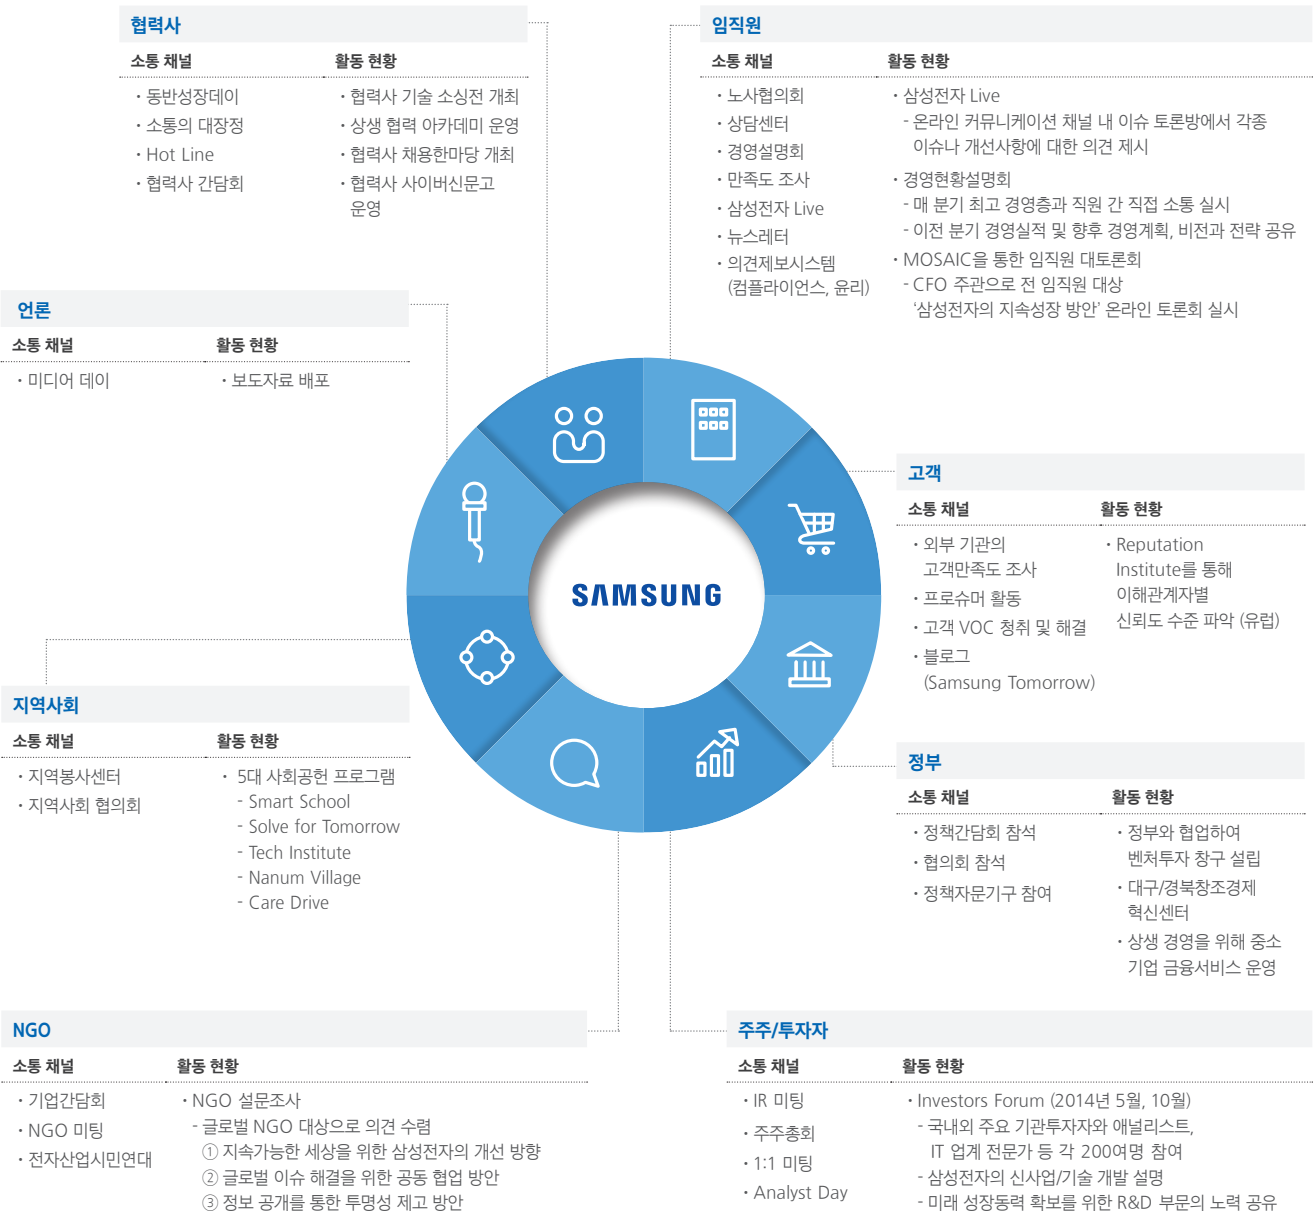 협력사
소통 채널
활동 현황
· 동반성장데이
· 소통의 대장정
· Hot Line
· 협력사 간담회
· 협력사 기술 소싱전 개최
· 상생 협력 아카데미 운영
· 협력사 채용한마당 개최
· 협력사 사이버신문고
운영
임직원
소통 채널
활동 현황
· 노사협의회
· 상담센터
· 경영설명회
· 만족도 조사
· 삼성전자 Live
· 뉴스레터
· 의견제보시스템
(컴플라이언스, 윤리)
· 삼성전자 Live
- 온라인 커뮤니케이션 채널 내 이슈 토론방에서 각종
이슈나 개선사항에 대한 의견 제시
· 경영현황설명회
- 매 분기 최고 경영층과 직원 간 직접 소통 실시
- 이전 분기 경영실적 및 향후 경영계획, 비전과 전략 공유
· MOSAIC을 통한 임직원 대토론회
- CFO 주관으로 전 임직원 대상
‘삼성전자의 지속성장 방안’ 온라인 토론회 실시
언론
소통 채널
활동 현황
· 미디어 데이
· 보도자료 배포
고객
소통 채널
활동 현황
· 외부 기관의
고객만족도 조사
· 프로슈머 활동
· 고객 VOC 청취 및 해결
· 블로그
(Samsung Tomorrow)
· Reputation
Institute를 통해
이해관계자별
신뢰도 수준 파악 (유럽)
SAMSUNG
지역사회
소통 채널
활동 현황
· 지역봉사센터
· 지역사회 협의회
· 5대 사회공헌 프로그램
- Smart School
- Solve for Tomorrow
- Tech Institute
- Nanum Village
- Care Drive
정부
소통 채널
활동 현황
· 정책간담회 참석
· 협의회 참석
· 정책자문기구 참여
· 정부와 협업하여
벤처투자 창구 설립
· 대구/경북창조경제
혁신센터
· 상생 경영을 위해 중소
기업 금융서비스 운영
NGO
소통 채널
활동 현황
· 기업간담회
· NGO 미팅
· 전자산업시민연대
· NGO 설문조사
- 글로벌 NGO 대상으로 의견 수렴
① 지속가능한 세상을 위한 삼성전자의 개선 방향
② 글로벌 이슈 해결을 위한 공동 협업 방안
③ 정보 공개를 통한 투명성 제고 방안
주주/투자자
소통 채널
활동 현황
· IR 미팅
· 주주총회
· 1:1 미팅
· Analyst Day
· Investors Forum (2014년 5월, 10월)
- 국내외 주요 기관투자자와 애널리스트,
IT 업계 전문가 등 각 200여명 참여
- 삼성전자의 신사업/기술 개발 설명
- 미래 성장동력 확보를 위한 R&D 부문의 노력 공유